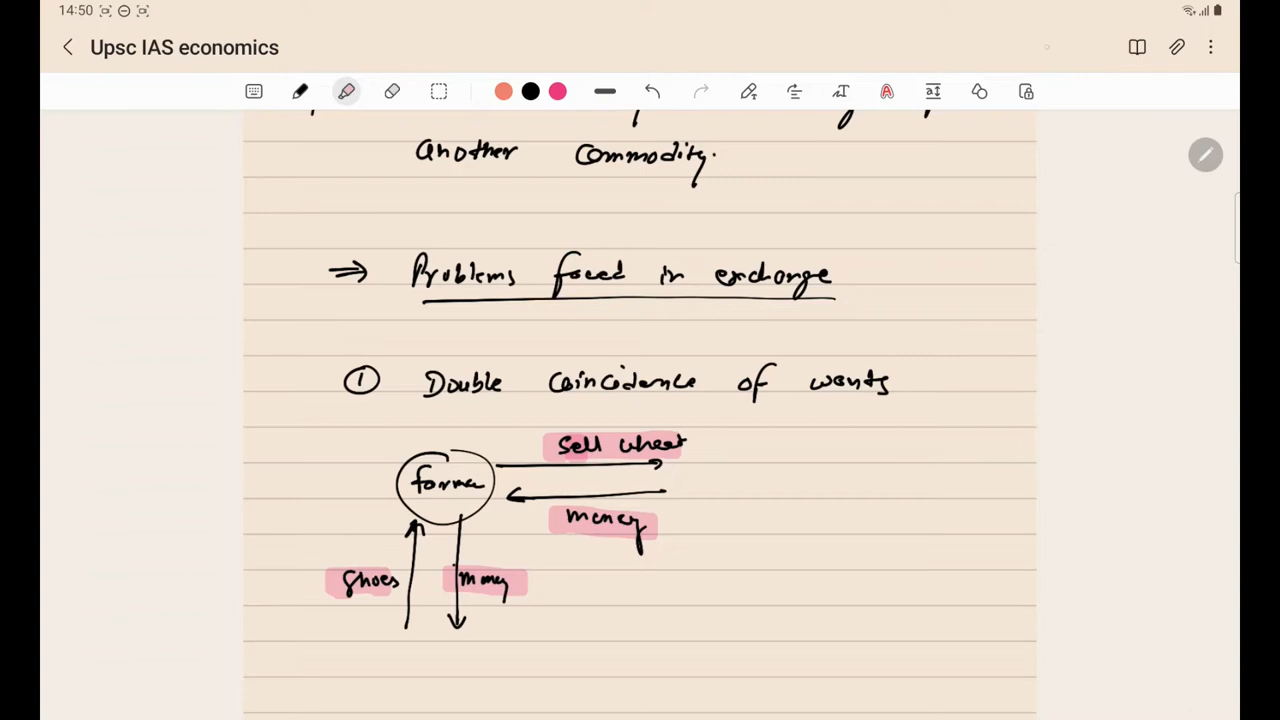 14:50
Upsc IAS economics
another commodity.
⇒ Problems faced in exchange
① Double Coincidence of wants
Sell wheat
farmer
money
Shoes
money